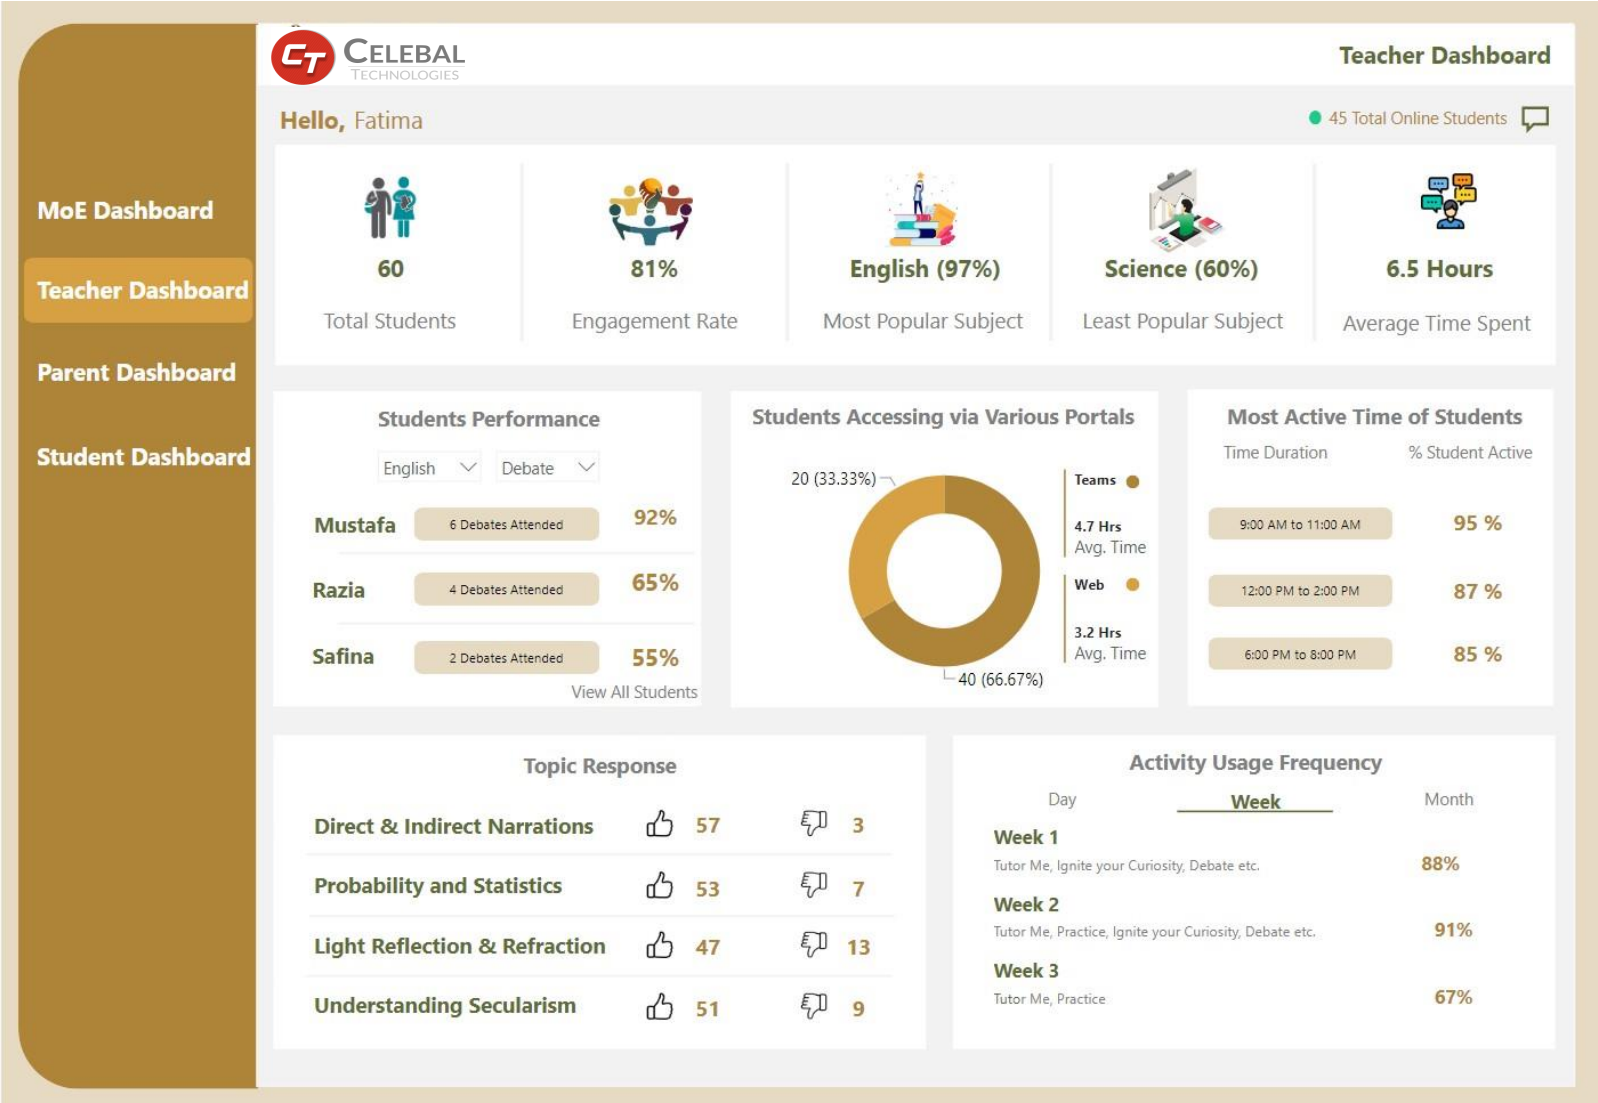 CT CELEBAL
TECHNOLOGIES
Teacher Dashboard
Hello, Fatima
45 Total Online Students
MoE Dashboard
Teacher Dashboard
Parent Dashboard
Student Dashboard
60
Total Students
81%
Engagement Rate
English (97%)
Most Popular Subject
Science (60%)
Least Popular Subject
6.5 Hours
Average Time Spent
Students Performance
English Debate
Mustafa 6 Debates Attended 92%
Razia 4 Debates Attended 65%
Safina 2 Debates Attended 55%
View All Students
Students Accessing via Various Portals
20 (33.33%)
40 (66.67%)
Teams
4.7 Hrs
Avg. Time
Web
3.2 Hrs
Avg. Time
Most Active Time of Students
Time Duration % Student Active
9:00 AM to 11:00 AM 95 %
12:00 PM to 2:00 PM 87 %
6:00 PM to 8:00 PM 85 %
Topic Response
Direct & Indirect Narrations 57 3
Probability and Statistics 53 7
Light Reflection & Refraction 47 13
Understanding Secularism 51 9
Activity Usage Frequency
Day Week Month
Week 1
Tutor Me, Ignite your Curiosity, Debate etc. 88%
Week 2
Tutor Me, Practice, Ignite your Curiosity, Debate etc. 91%
Week 3
Tutor Me, Practice 67%